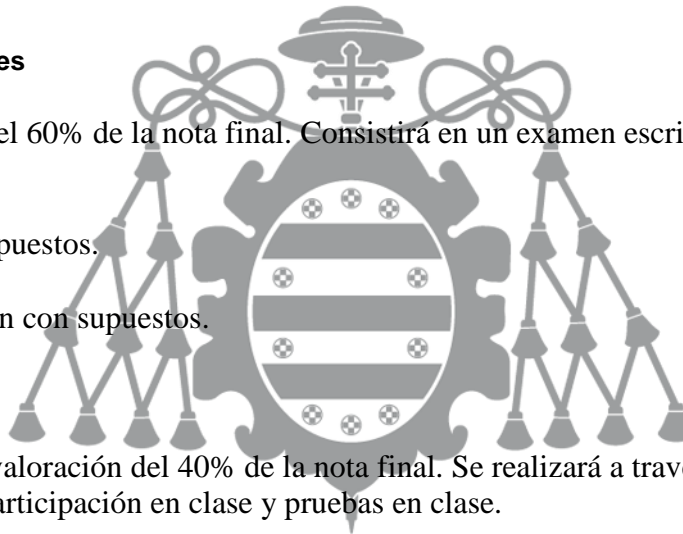 es
el 60% de la nota final. Consistirá en un examen escri
puestos.
n con supuestos.
valoración del 40% de la nota final. Se realizará a trav
articipación en clase y pruebas en clase.